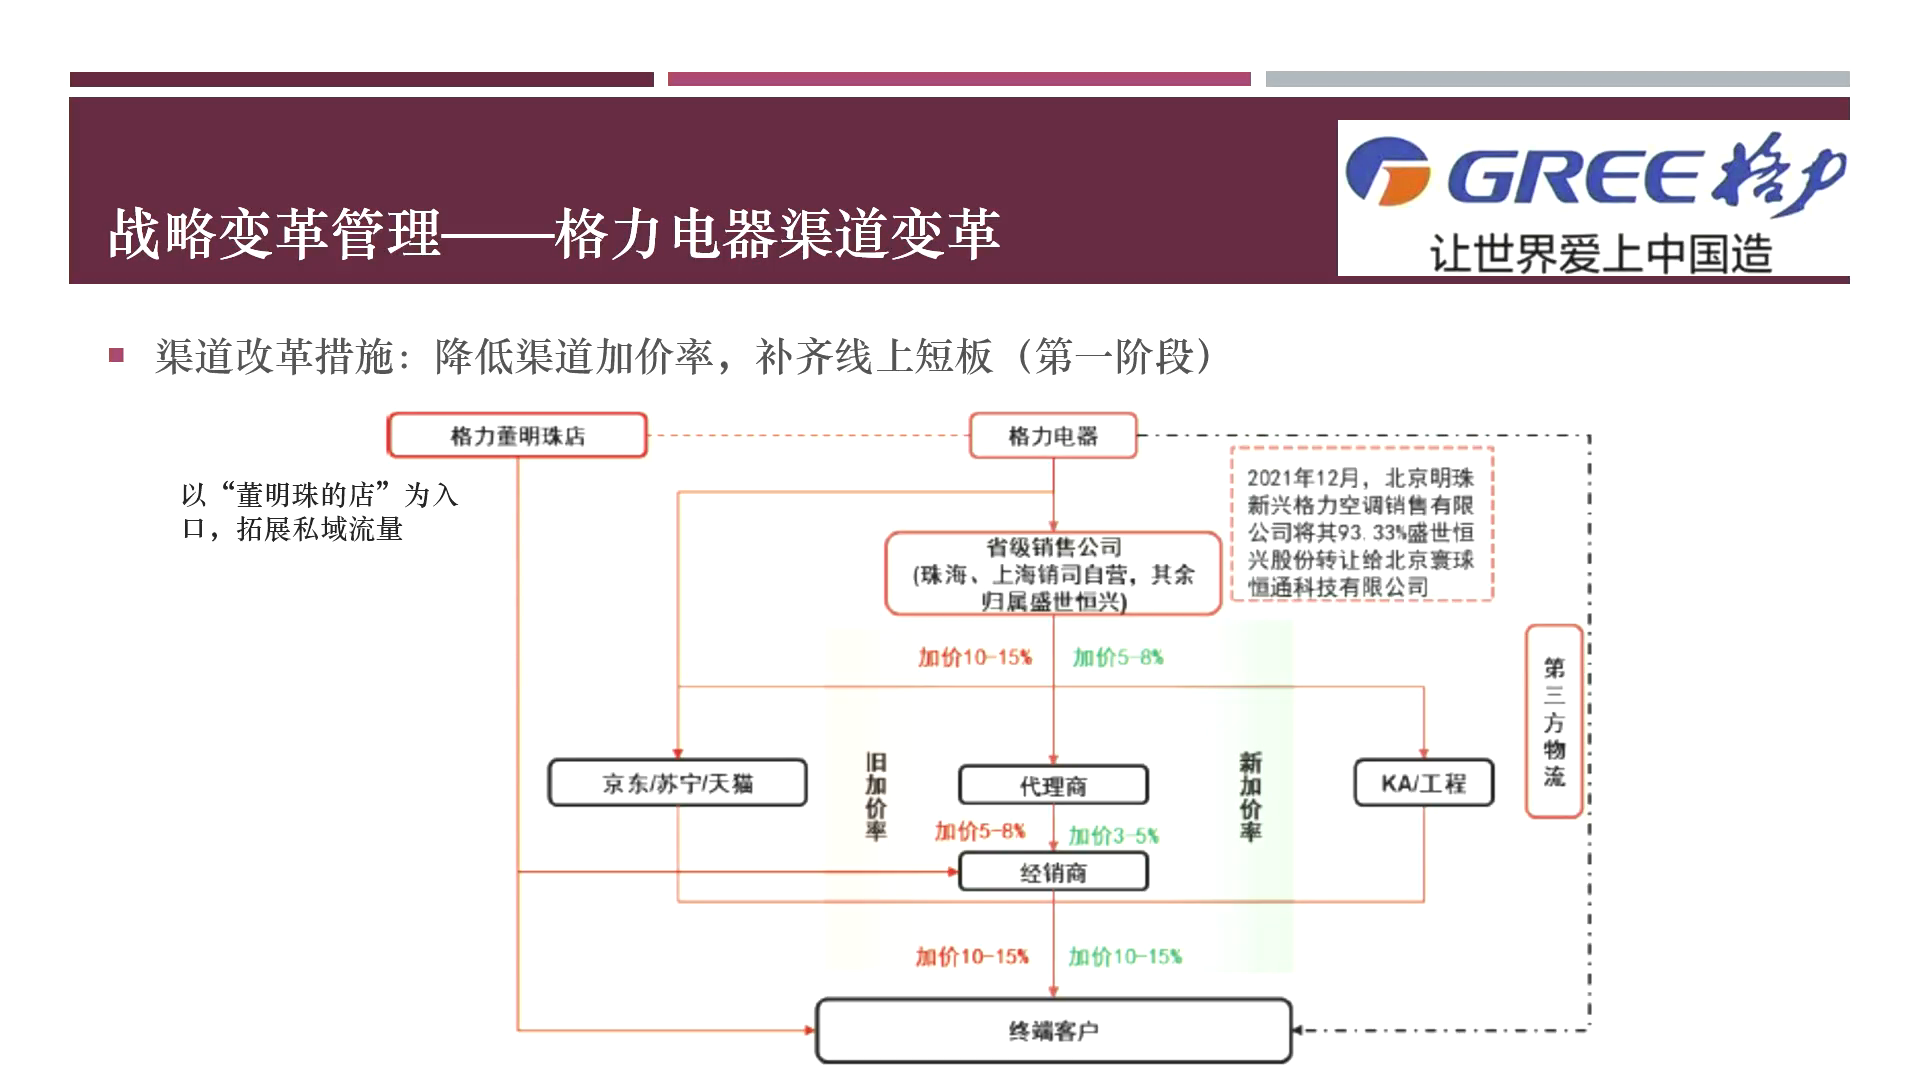 GREE格力
让世界爱上中国造
战略变革管理——格力电器渠道变革
渠道改革措施：降低渠道加价率，补齐线上短板（第一阶段）
格力董明珠店
格力电器
以“董明珠的店”为入
口，拓展私域流量
2021年12月，北京明珠
新兴格力空调销售有限
公司将其93.33%盛世恒
兴股份转让给北京寰球
恒通科技有限公司
省级销售公司
(珠海、上海销司自营，其余
归属盛世恒兴)
加价10-15%
加价5-8%
第三方物流
京东/苏宁/天猫
旧加价率
代理商
新加价率
KA/工程
加价5-8%
加价3-5%
经销商
加价10-15%
加价10-15%
终端客户